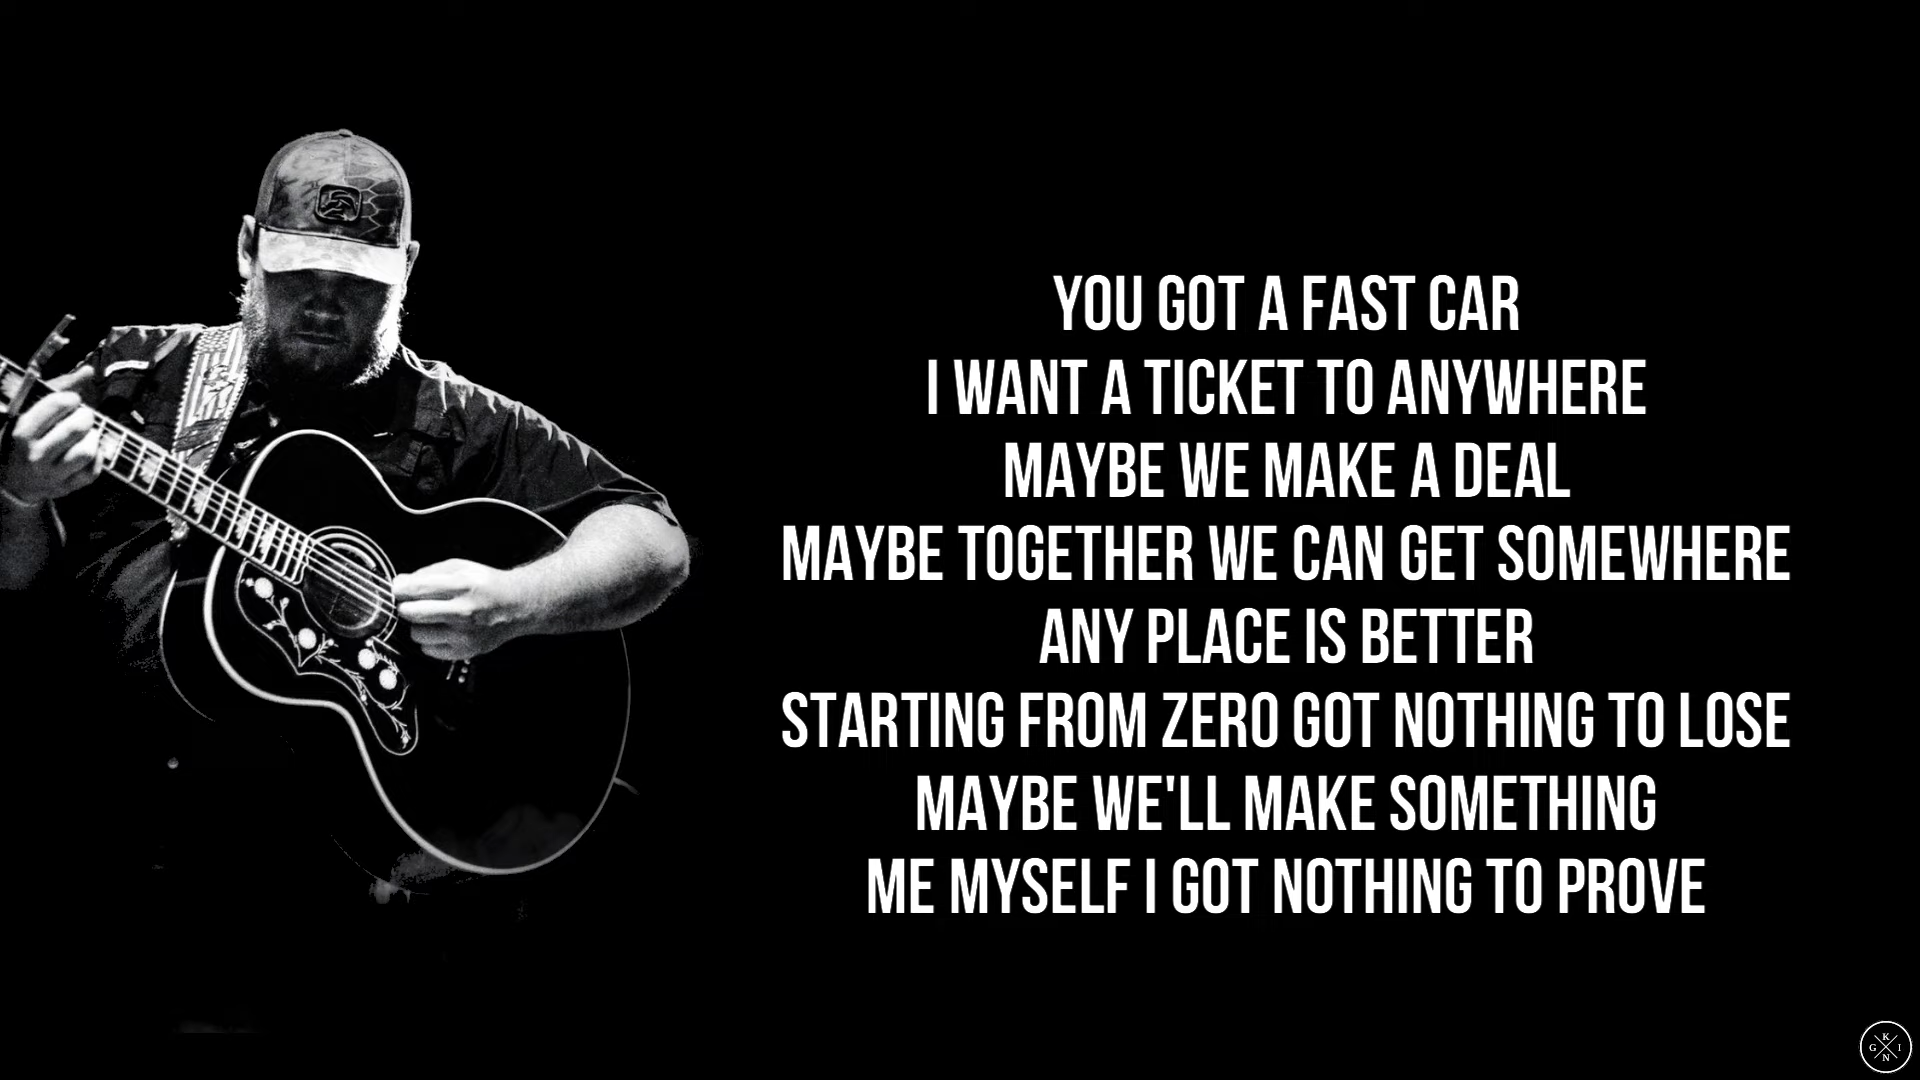 YOU GOT A FAST CAR
I WANT A TICKET TO ANYWHERE
MAYBE WE MAKE A DEAL
MAYBE TOGETHER WE CAN GET SOMEWHERE
ANY PLACE IS BETTER
STARTING FROM ZERO GOT NOTHING TO LOSE
MAYBE WE'LL MAKE SOMETHING
ME MYSELF I GOT NOTHING TO PROVE
K
G I
N